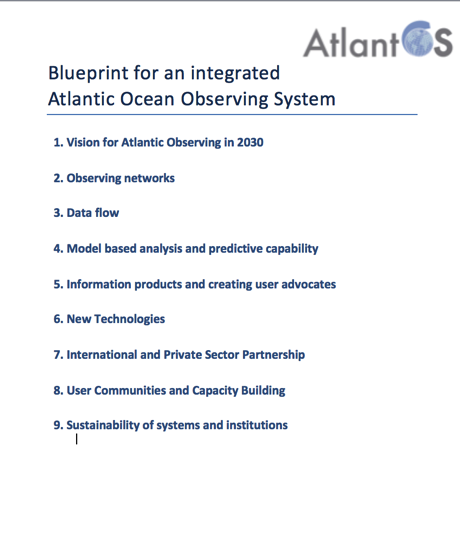 AtlantOS
Blueprint for an integrated
Atlantic Ocean Observing System
1. Vision for Atlantic Observing in 2030
2. Observing networks
3. Data flow
4. Model based analysis and predictive capability
5. Information products and creating user advocates
6. New Technologies
7. International and Private Sector Partnership
8. User Communities and Capacity Building
9. Sustainability of systems and institutions